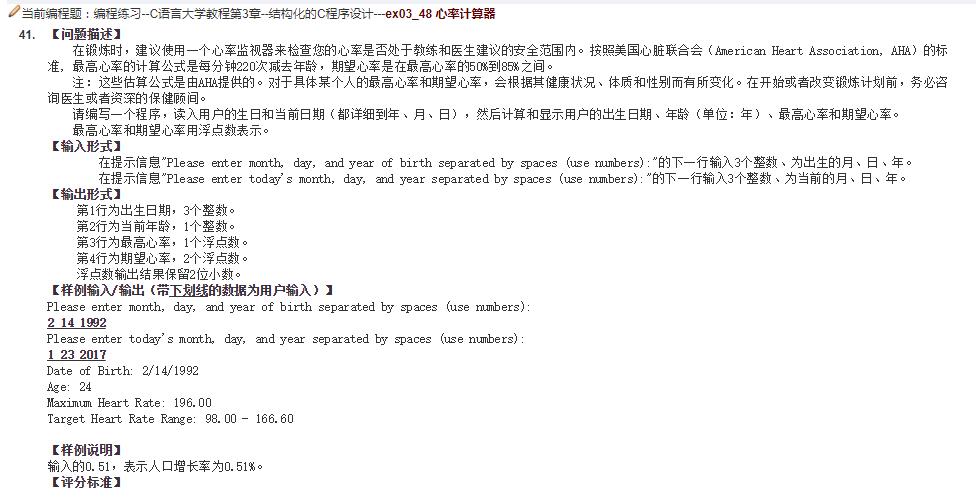 当前编程题：编程练习--C语言大学教程第3章--结构化的C程序设计---ex03_48 心率计算器
41. 【问题描述】
在锻炼时，建议使用一个心率监视器来检查您的心率是否处于教练和医生建议的安全范围内。按照美国心脏联合会（American Heart Association, AHA）的标
准，最高心率的计算公式是每分钟220次减去年龄，期望心率是在最高心率的50%到85%之间。
注：这些估算公式是由AHA提供的。对于具体某个人的最高心率和期望心率，会根据其健康状况、体质和性别而有所变化。在开始或者改变锻炼计划前，务必咨
询医生或者资深的保健顾问。
请编写一个程序，读入用户的生日和当前日期（都详细到年、月、日），然后计算和显示用户的出生日期、年龄（单位：年）、最高心率和期望心率。
最高心率和期望心率用浮点数表示。
【输入形式】
在提示信息"Please enter month, day, and year of birth separated by spaces (use numbers):"的下一行输入3个整数、为出生的月、日、年。
在提示信息"Please enter today's month, day, and year separated by spaces (use numbers):"的下一行输入3个整数、为当前的月、日、年。
【输出形式】
第1行为出生日期，3个整数。
第2行为当前年龄，1个整数。
第3行为最高心率，1个浮点数。
第4行为期望心率，2个浮点数。
浮点数输出结果保留2位小数。
【样例输入/输出（带下划线的数据为用户输入）】
Please enter month, day, and year of birth separated by spaces (use numbers):
2 14 1992
Please enter today's month, day, and year separated by spaces (use numbers):
1 23 2017
Date of Birth: 2/14/1992
Age: 24
Maximum Heart Rate: 196.00
Target Heart Rate Range: 98.00 - 166.60
【样例说明】
输入的0.51，表示人口增长率为0.51%。
【评分标准】